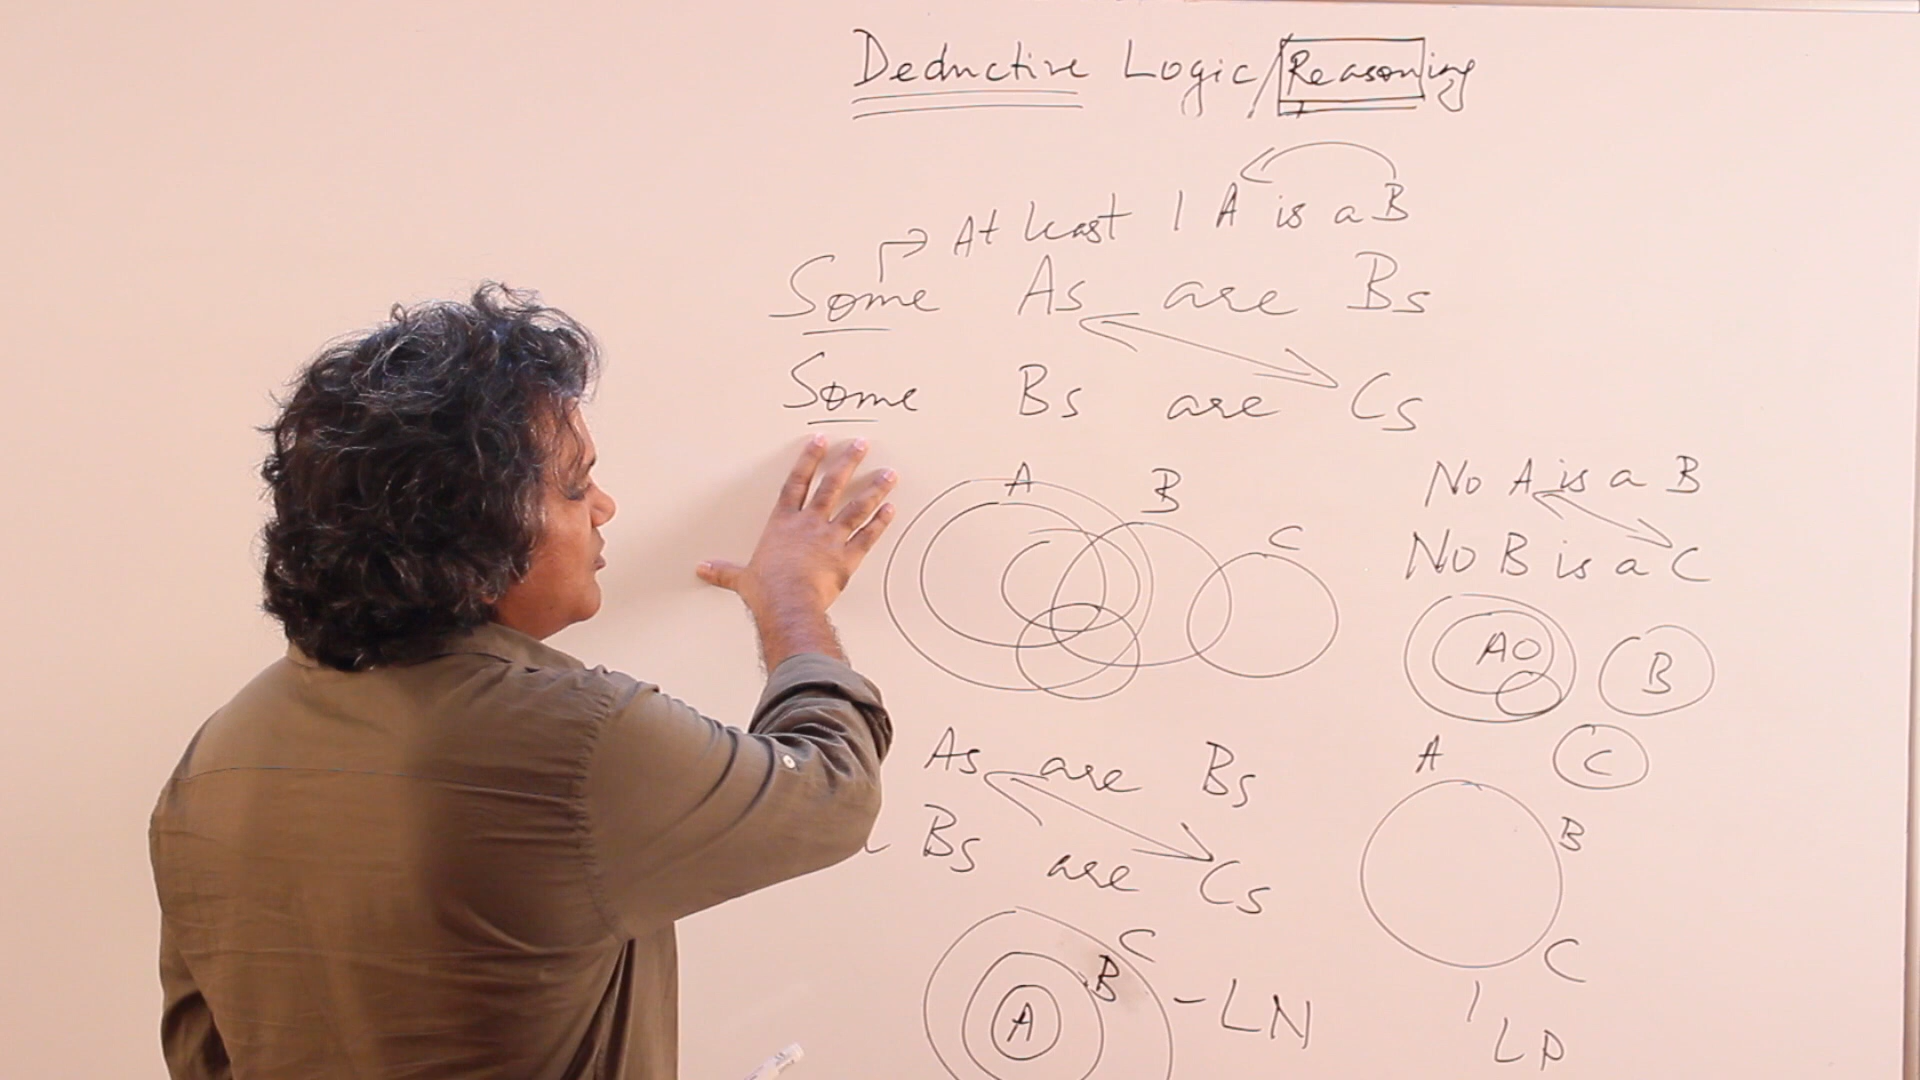 Deductive Logic/Reasoning
At least 1 A is a B
Some As are Bs
Some Bs are Cs
A B C
No A is a B
No B is a C
A B
C
As are Bs
Bs are Cs
A
B
C
C
B
A
- LN
LP